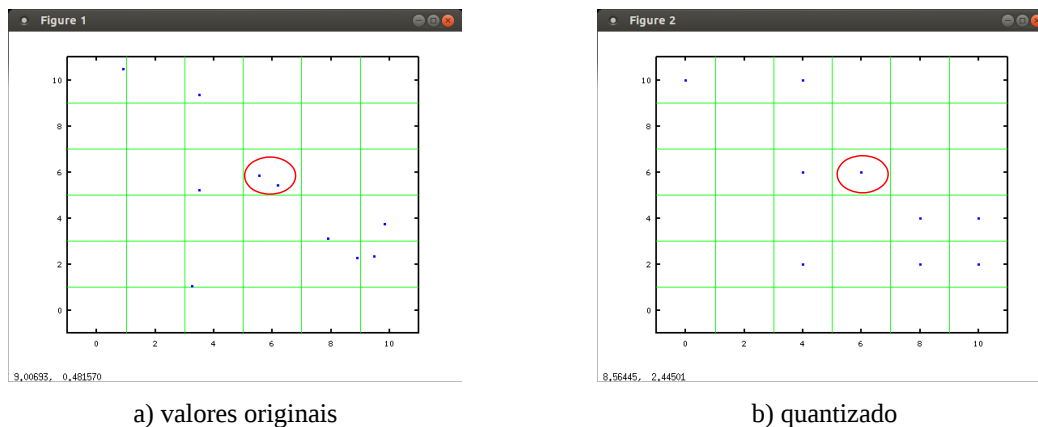 Figure 1
10
8
6
4
2
0
0 2 4 6 8 10
9.00693, 0.481570
a) valores originais
Figure 2
10
8
6
4
2
0
0 2 4 6 8 10
8.56445, 2.44501
b) quantizado